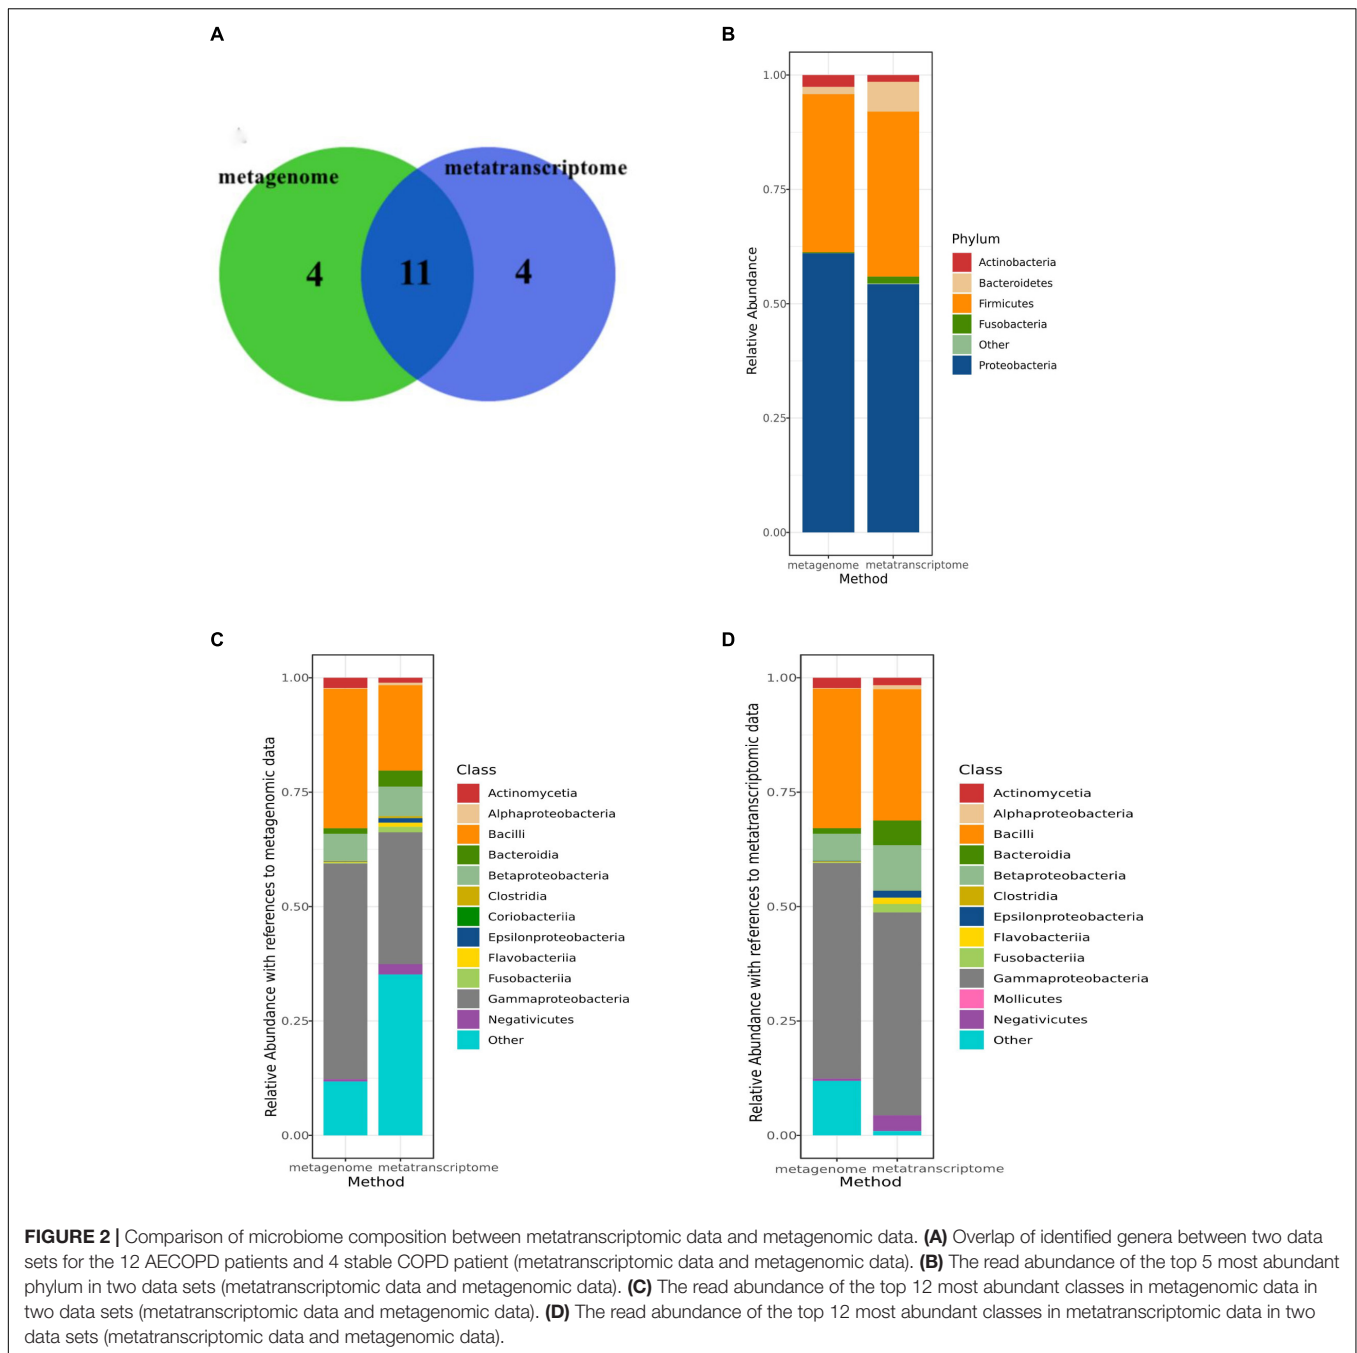 A
metagenome
metatranscriptome
4
11
4
B
1.00
0.75
0.50
0.25
0.00
Relative Abundance
metagenome
metatranscriptome
Method
Phylum
Actinobacteria
Bacteroidetes
Firmicutes
Fusobacteria
Other
Proteobacteria
C
1.00
0.75
0.50
0.25
0.00
Relative Abundance with references to metagenomic data
metagenome
metatranscriptome
Method
Class
Actinomycetia
Alphaproteobacteria
Bacilli
Bacteroidia
Betaproteobacteria
Clostridia
Coriobacteriia
Epsilonproteobacteria
Flavobacteriia
Fusobacteriia
Gammaproteobacteria
Negativicutes
Other
D
1.00
0.75
0.50
0.25
0.00
Relative Abundance with references to metatranscriptomic data
metagenome
metatranscriptome
Method
Class
Actinomycetia
Alphaproteobacteria
Bacilli
Bacteroidia
Betaproteobacteria
Clostridia
Epsilonproteobacteria
Flavobacteriia
Fusobacteriia
Gammaproteobacteria
Mollicutes
Negativicutes
Other
FIGURE 2 | Comparison of microbiome composition between metatranscriptomic data and metagenomic data. (A) Overlap of identified genera between two data
sets for the 12 AECOPD patients and 4 stable COPD patient (metatranscriptomic data and metagenomic data). (B) The read abundance of the top 5 most abundant
phylum in two data sets (metatranscriptomic data and metagenomic data). (C) The read abundance of the top 12 most abundant classes in metagenomic data in
two data sets (metatranscriptomic data and metagenomic data). (D) The read abundance of the top 12 most abundant classes in metatranscriptomic data in two
data sets (metatranscriptomic data and metagenomic data).